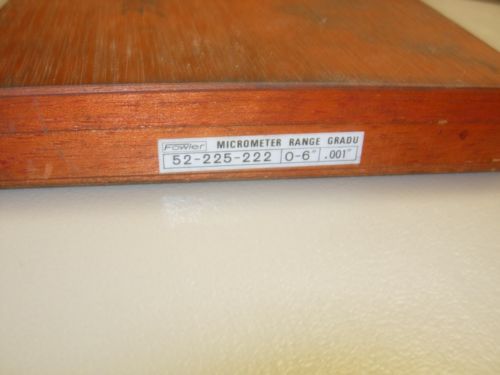 Fowler MICROMETER RANGE GRADU
52-225-222 0-6" .001"